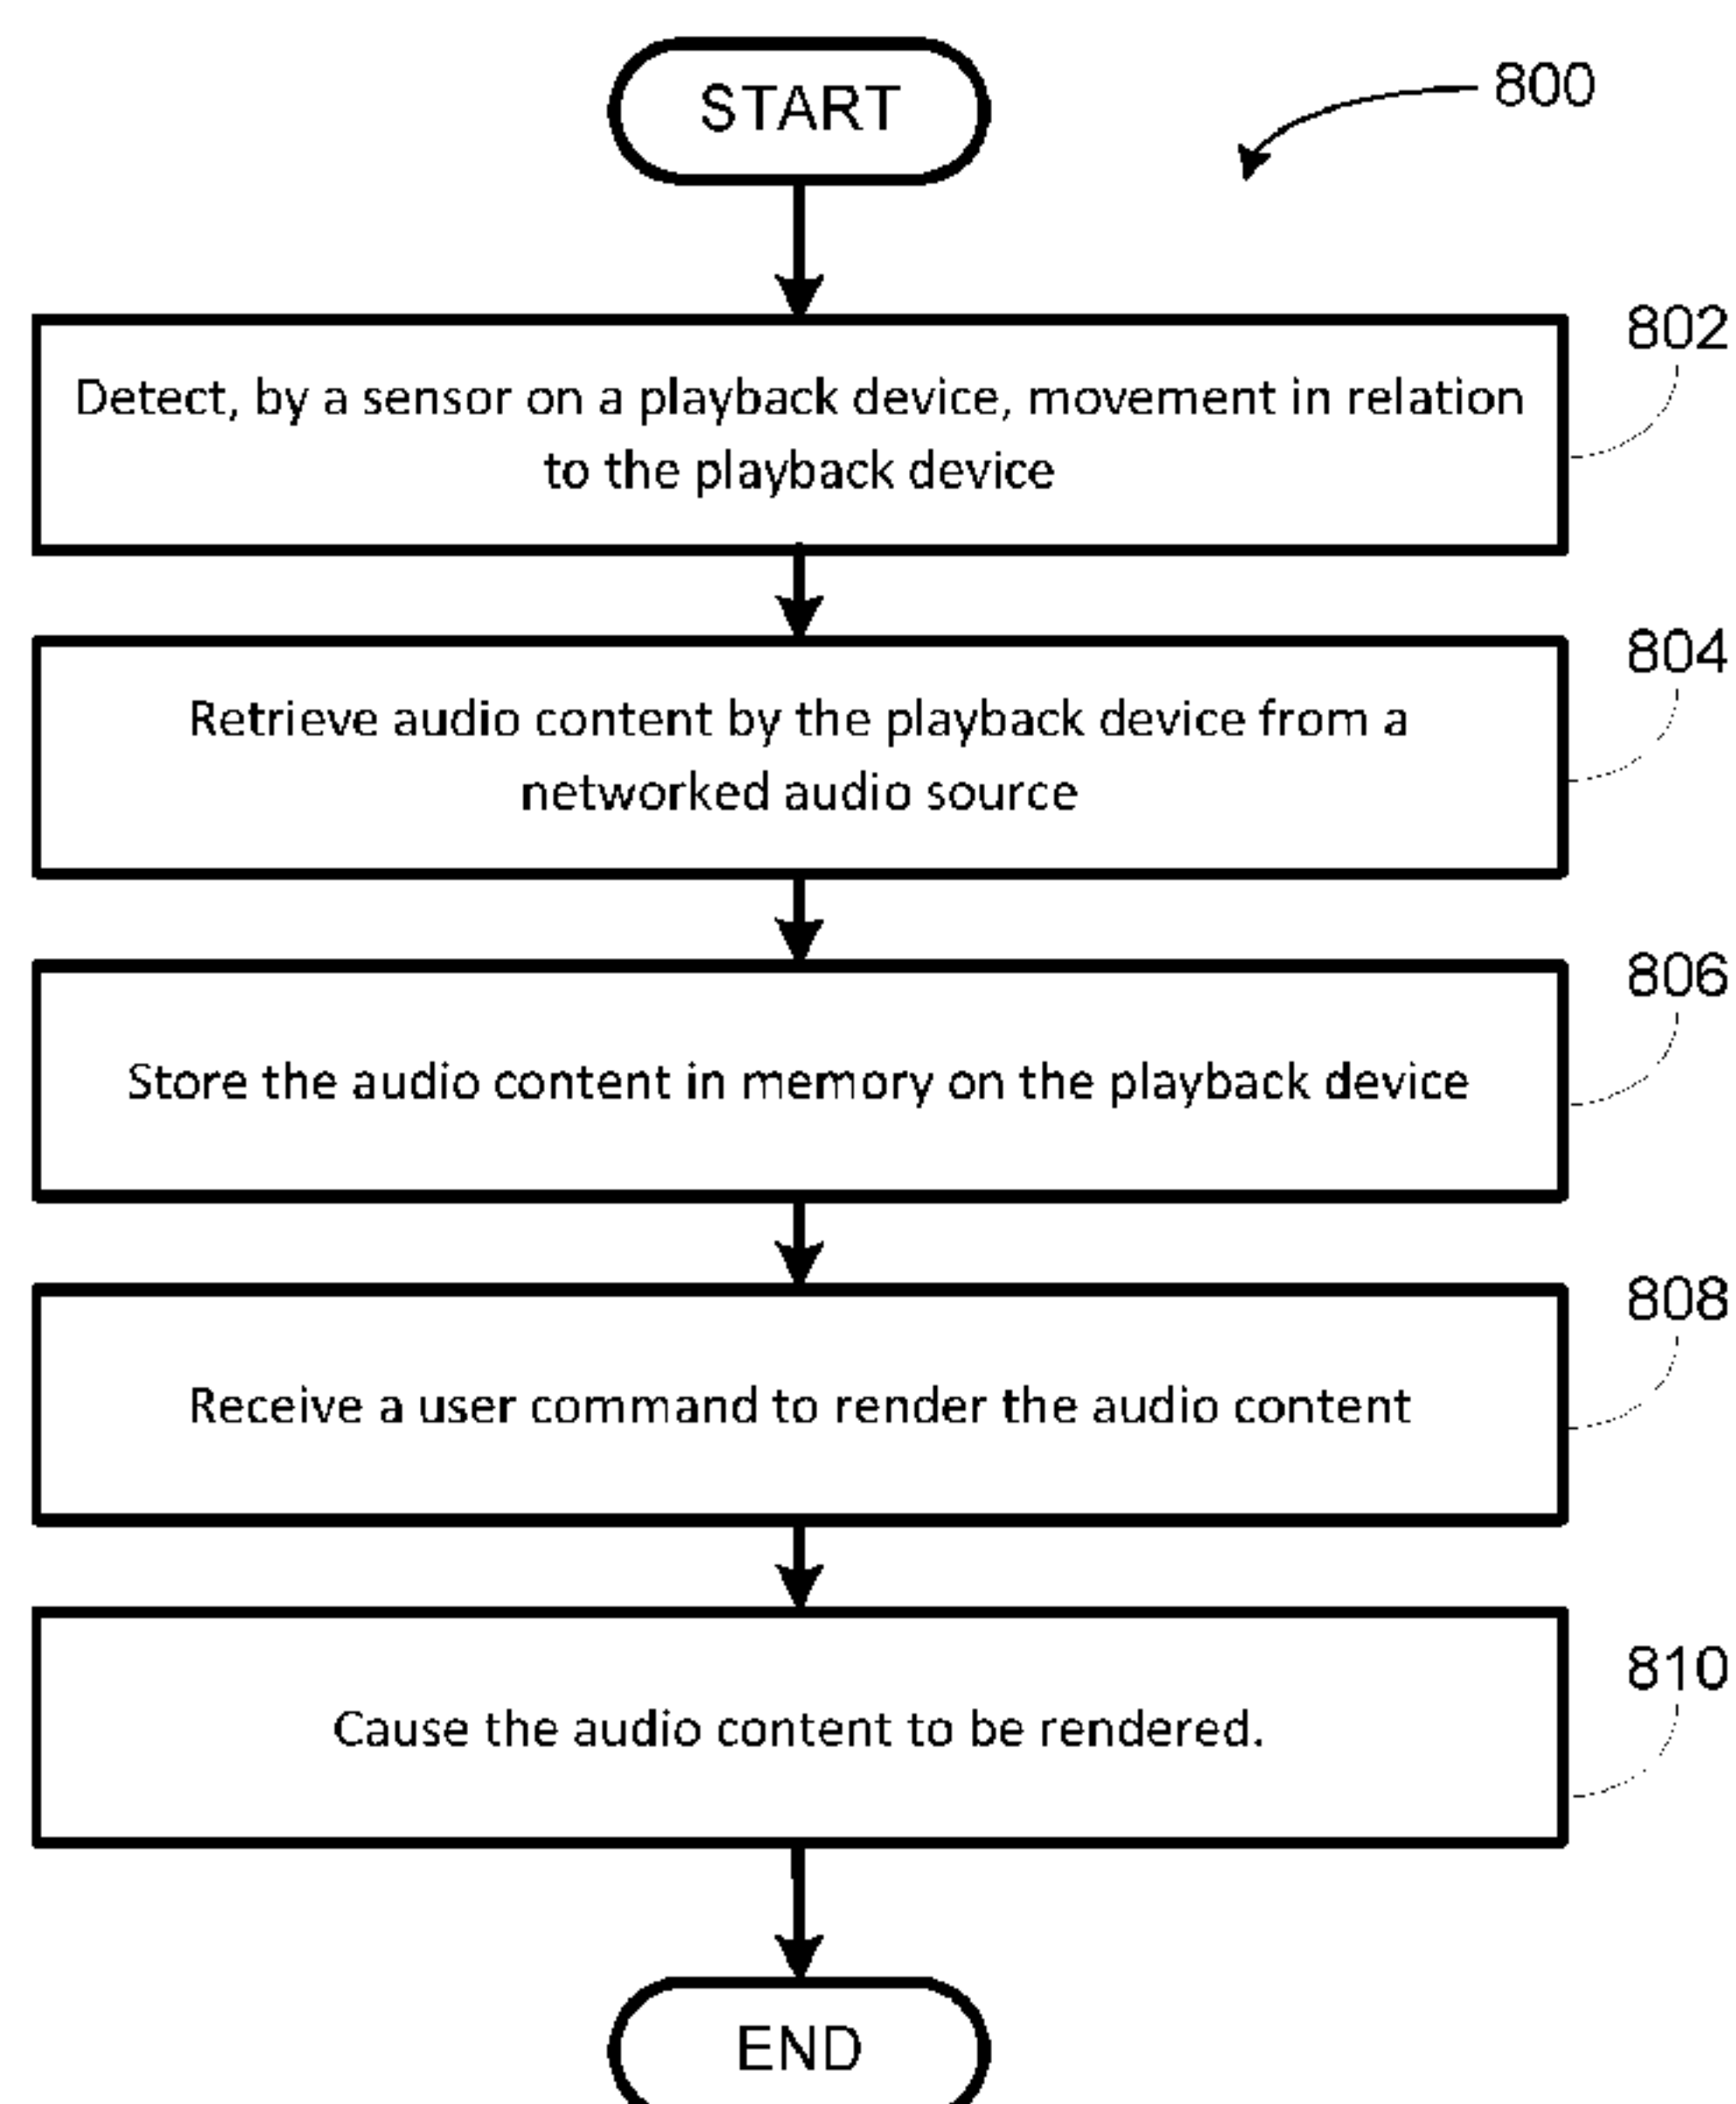 START
800
802
Detect, by a sensor on a playback device, movement in relation
to the playback device
804
Retrieve audio content by the playback device from a
networked audio source
806
Store the audio content in memory on the playback device
808
Receive a user command to render the audio content
810
Cause the audio content to be rendered.
END